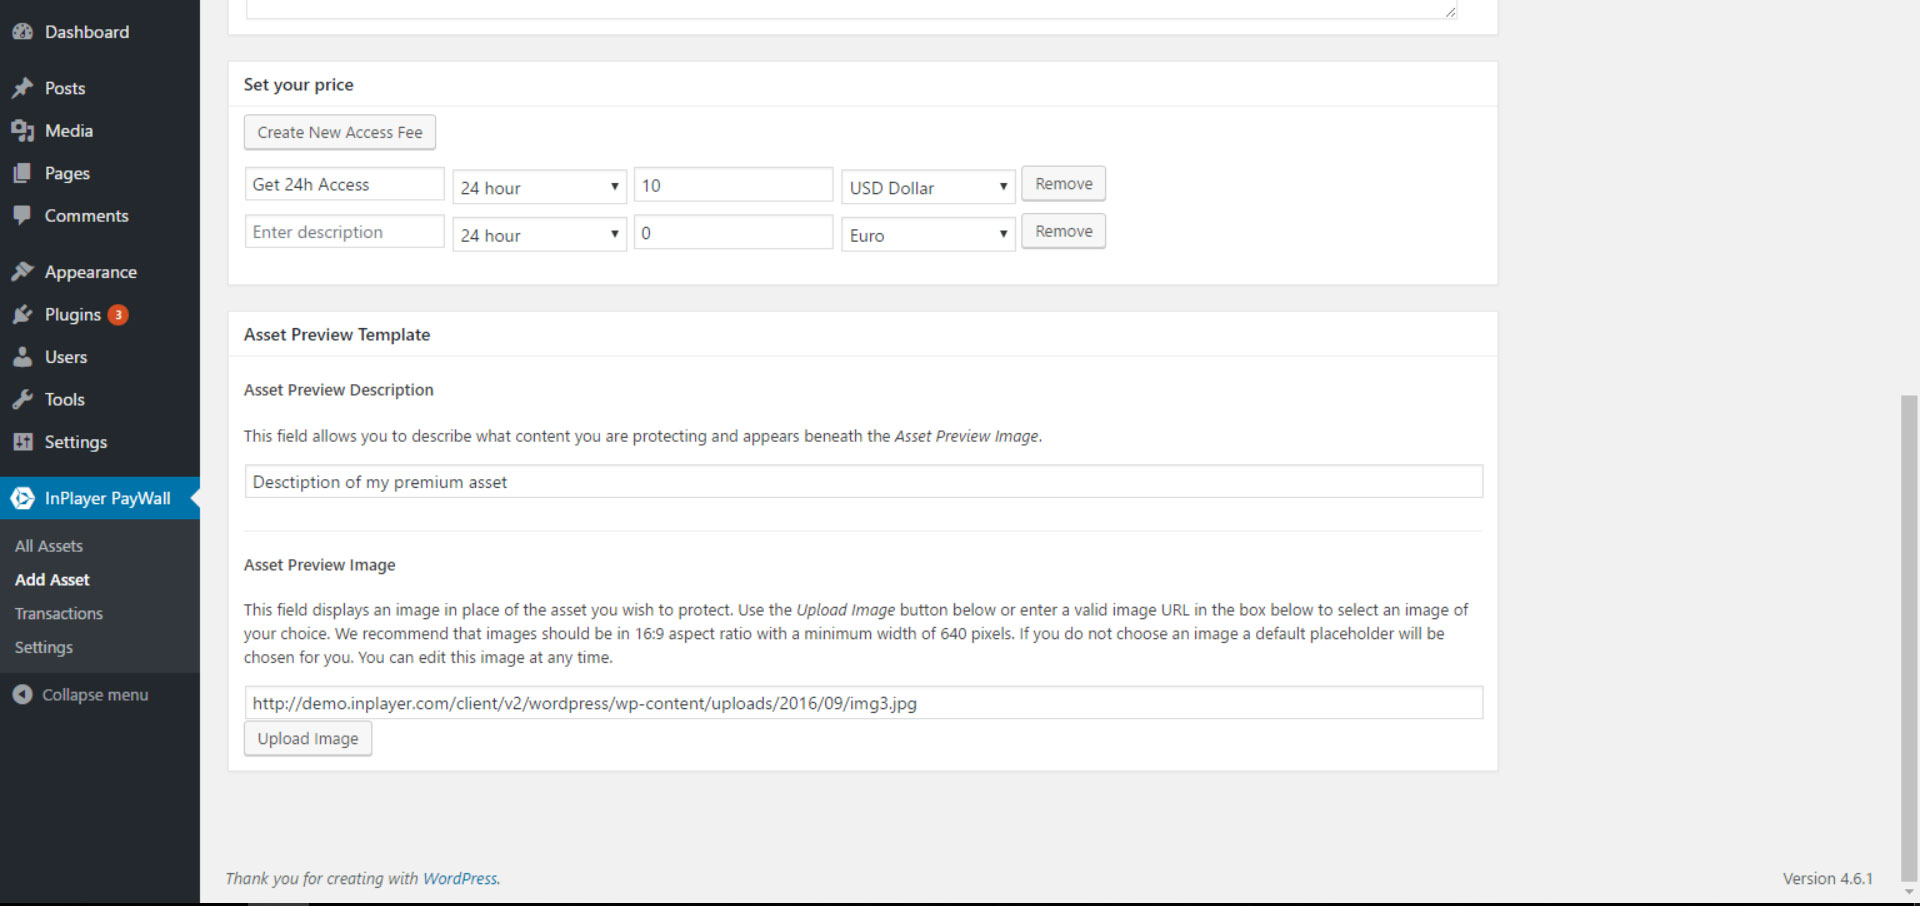 Dashboard
Posts
Media
Pages
Comments
Appearance
Plugins 3
Users
Tools
Settings
InPlayer PayWall
All Assets
Add Asset
Transactions
Settings
Collapse menu
Set your price
Create New Access Fee
Get 24h Access 24 hour 10 USD Dollar Remove
Enter description 24 hour 0 Euro Remove
Asset Preview Template
Asset Preview Description
This field allows you to describe what content you are protecting and appears beneath the Asset Preview Image.
Desctiption of my premium asset
Asset Preview Image
This field displays an image in place of the asset you wish to protect. Use the Upload Image button below or enter a valid image URL in the box below to select an image of
your choice. We recommend that images should be in 16:9 aspect ratio with a minimum width of 640 pixels. If you do not choose an image a default placeholder will be
chosen for you. You can edit this image at any time.
http://demo.inplayer.com/client/v2/wordpress/wp-content/uploads/2016/09/img3.jpg
Upload Image
Thank you for creating with WordPress.
Version 4.6.1